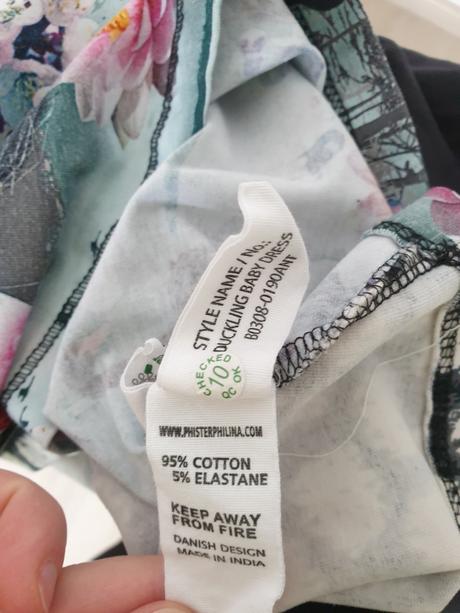 STYLE NAME / No.:
DUCKLING BABY DRESS
B0308-0190ANT
CHECKED
10
QC OK
WWW.PHISTERPHILINA.COM
95% COTTON
5% ELASTANE
KEEP AWAY
FROM FIRE
DANISH DESIGN
MADE IN INDIA